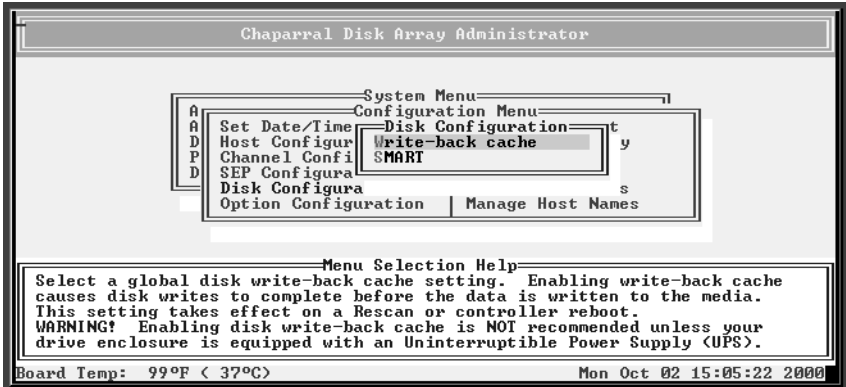 Chaparral Disk Array Administrator
System Menu
Configuration Menu
A
A Set Date/Time Disk Configuration t
D Host Configur Write-back cache y
P Channel Confi SMART
D SEP Configura
Disk Configura s
Option Configuration Manage Host Names
Menu Selection Help
Select a global disk write-back cache setting. Enabling write-back cache
causes disk writes to complete before the data is written to the media.
This setting takes effect on a Rescan or controller reboot.
WARNING! Enabling disk write-back cache is NOT recommended unless your
drive enclosure is equipped with an Uninterruptible Power Supply (UPS).
Board Temp: 99ºF ( 37ºC) Mon Oct 02 15:05:22 2000